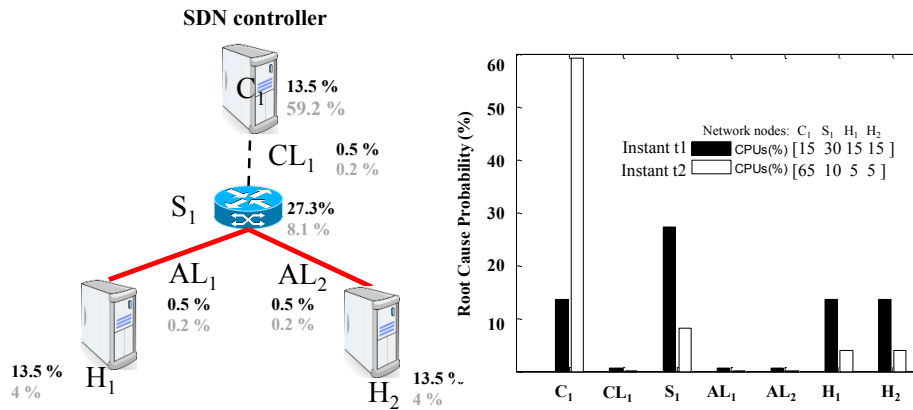 SDN controller
C1
13.5 %
59.2 %
CL1
0.5 %
0.2 %
S1
27.3%
8.1 %
AL1
0.5 %
0.2 %
AL2
0.5 %
0.2 %
13.5 %
4 %
H1
H2
13.5 %
4 %
Root Cause Probability (%)
60
50
40
30
20
10
Network nodes: C1 S1 H1 H2
Instant t1 CPUs(%) [15 30 15 15 ]
Instant t2 CPUs(%) [65 10 5 5 ]
C1 CL1 S1 AL1 AL2 H1 H2